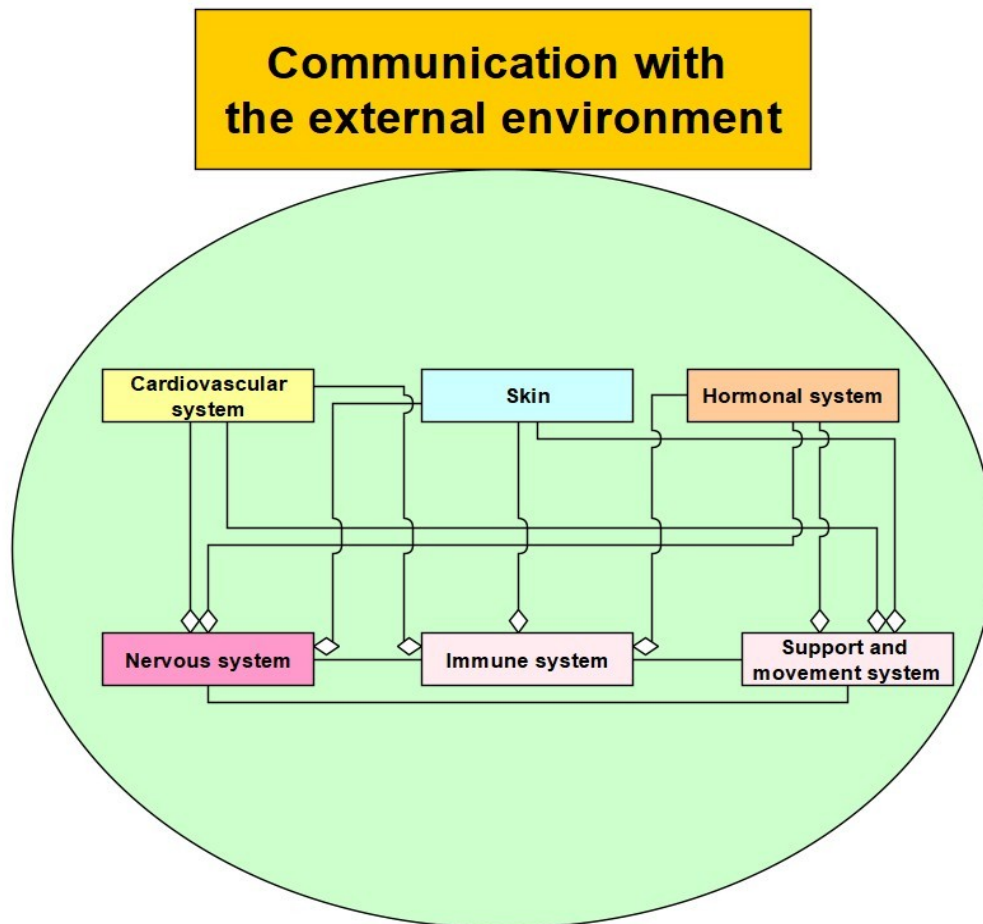 Communication with
the external environment
Cardiovascular
system
Skin
Hormonal system
Nervous system
Immune system
Support and
movement system